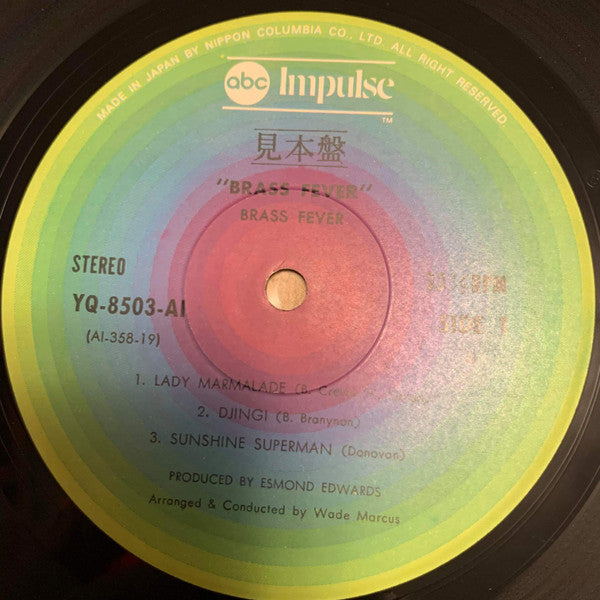 MADE IN JAPAN BY NIPPON COLUMBIA CO., LTD. ALL RIGHT RESERVED.
abc Impulse
TM
見本盤
"BRASS FEVER"
BRASS FEVER
STEREO
YQ-8503-AI
(AI-358-19)
1. LADY MARMALADE (B. Crewe
2. DJINGI (B. Branynon)
3. SUNSHINE SUPERMAN (Donovan)
PRODUCED BY ESMOND EDWARDS
Arranged & Conducted by Wade Marcus